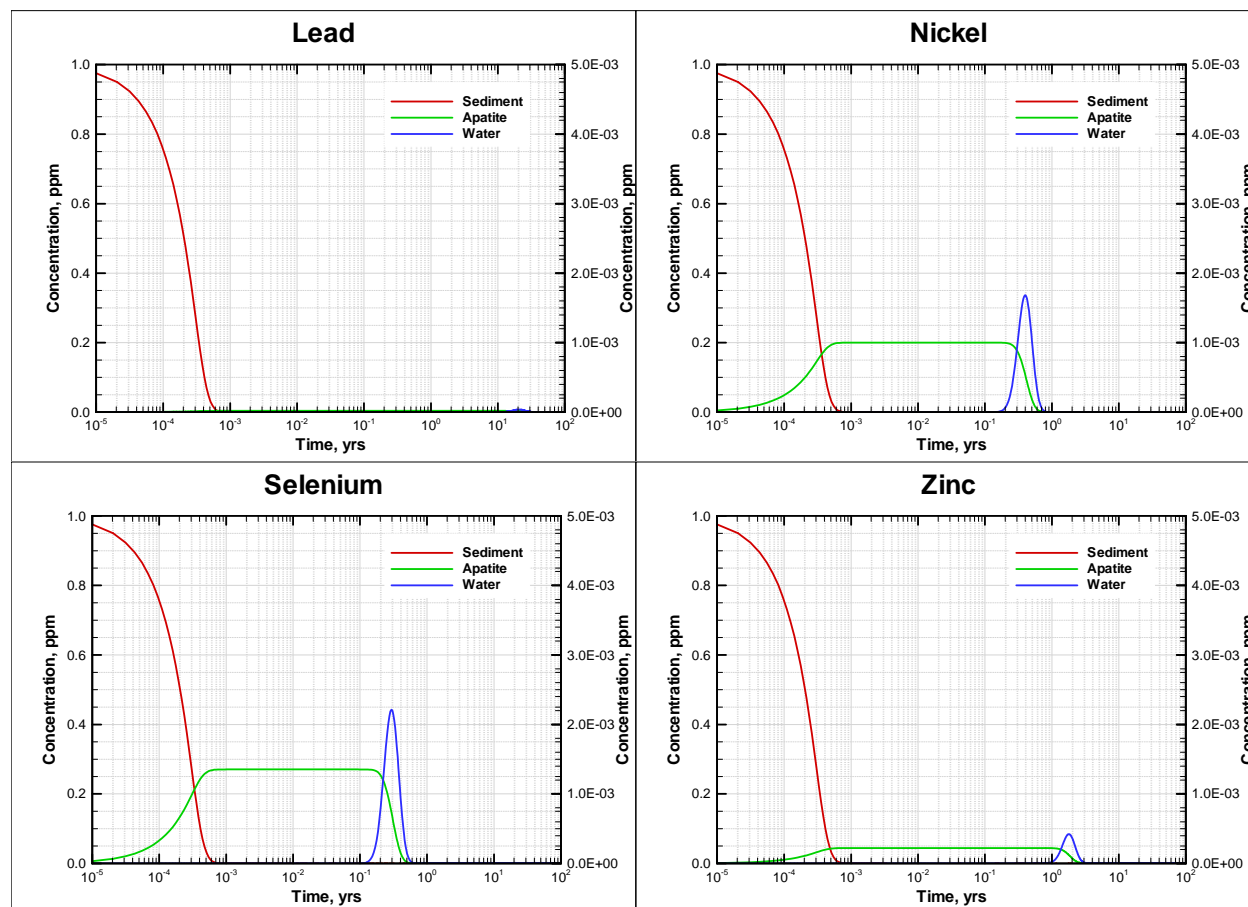 Lead
Concentration, ppm
1.0
0.8
0.6
0.4
0.2
0.0
Sediment
Apatite
Water
5.0E-03
4.0E-03
3.0E-03
2.0E-03
1.0E-03
0.0E+00
Concentration, ppm
10-5 10-4 10-3 10-2 10-1 100 101 102
Time, yrs
Nickel
Concentration, ppm
1.0
0.8
0.6
0.4
0.2
0.0
Sediment
Apatite
Water
5.0E-03
4.0E-03
3.0E-03
2.0E-03
1.0E-03
0.0E+00
Concentration, ppm
10-5 10-4 10-3 10-2 10-1 100 101 102
Time, yrs
Selenium
Concentration, ppm
1.0
0.8
0.6
0.4
0.2
0.0
Sediment
Apatite
Water
5.0E-03
4.0E-03
3.0E-03
2.0E-03
1.0E-03
0.0E+00
Concentration, ppm
10-5 10-4 10-3 10-2 10-1 100 101 102
Time, yrs
Zinc
Concentration, ppm
1.0
0.8
0.6
0.4
0.2
0.0
Sediment
Apatite
Water
5.0E-03
4.0E-03
3.0E-03
2.0E-03
1.0E-03
0.0E+00
Concentration, ppm
10-5 10-4 10-3 10-2 10-1 100 101 102
Time, yrs